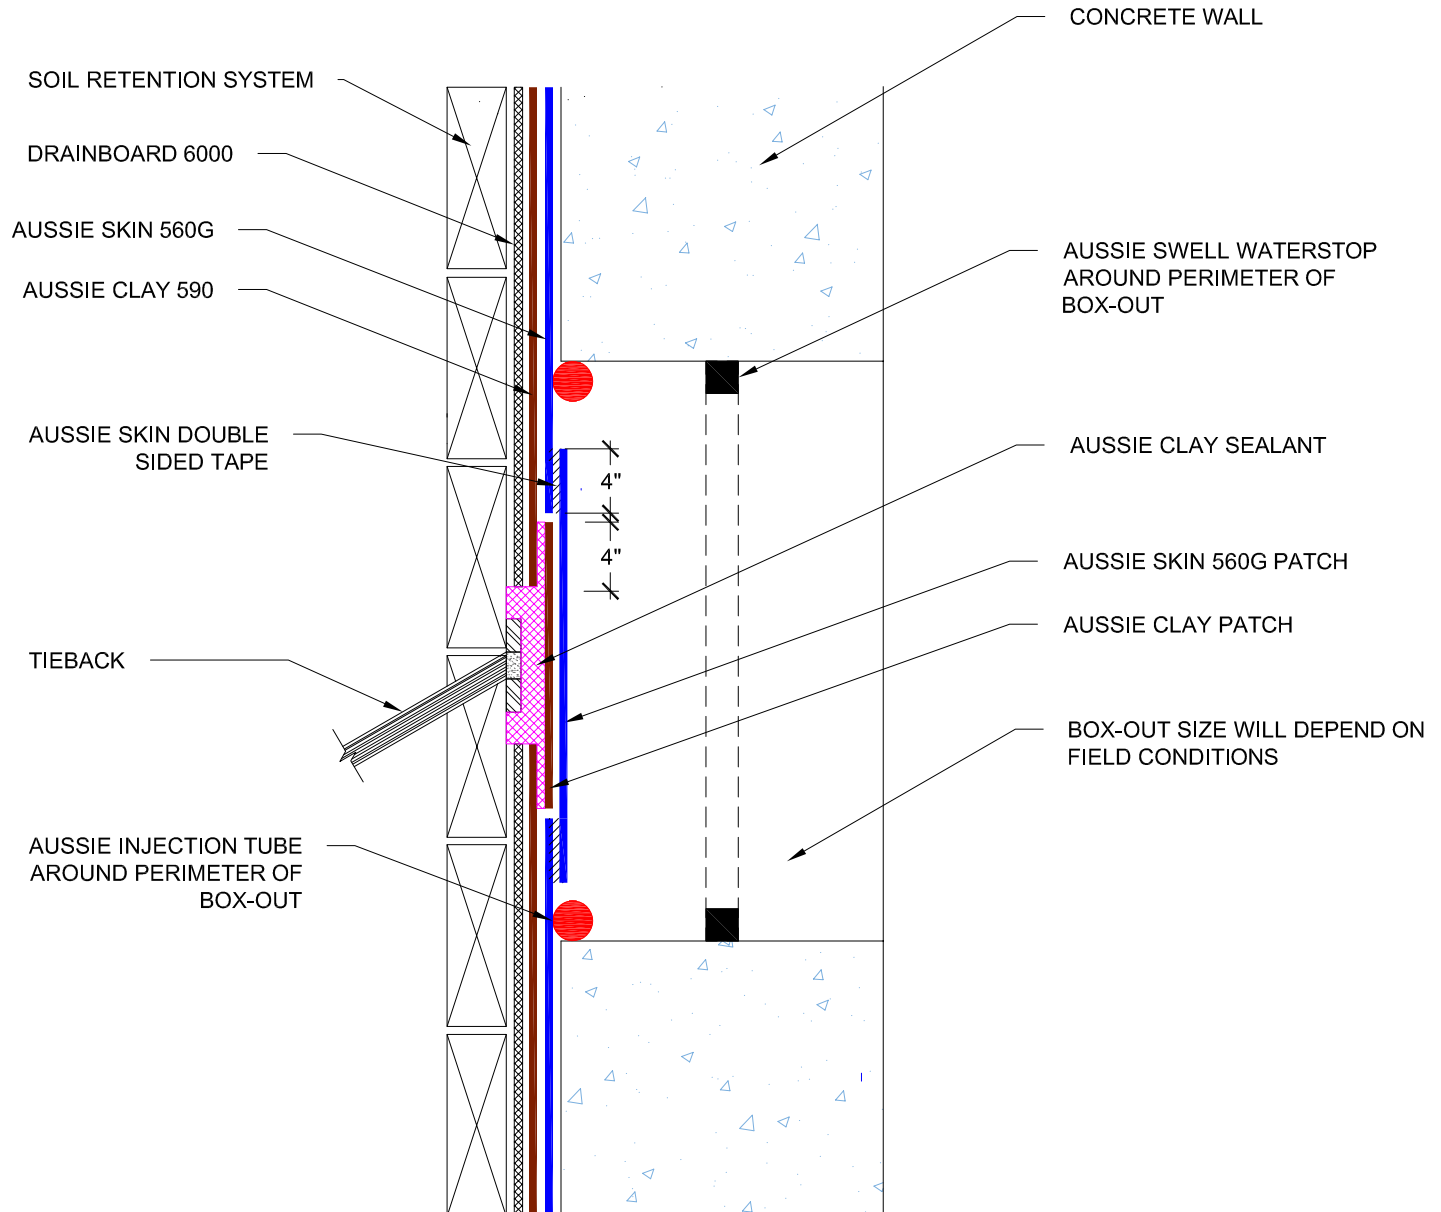 CONCRETE WALL
SOIL RETENTION SYSTEM
DRAINBOARD 6000
AUSSIE SKIN 560G
AUSSIE CLAY 590
AUSSIE SWELL WATERSTOP
AROUND PERIMETER OF
BOX-OUT
AUSSIE SKIN DOUBLE
SIDED TAPE
4"
4"
AUSSIE CLAY SEALANT
AUSSIE SKIN 560G PATCH
AUSSIE CLAY PATCH
TIEBACK
BOX-OUT SIZE WILL DEPEND ON
FIELD CONDITIONS
AUSSIE INJECTION TUBE
AROUND PERIMETER OF
BOX-OUT